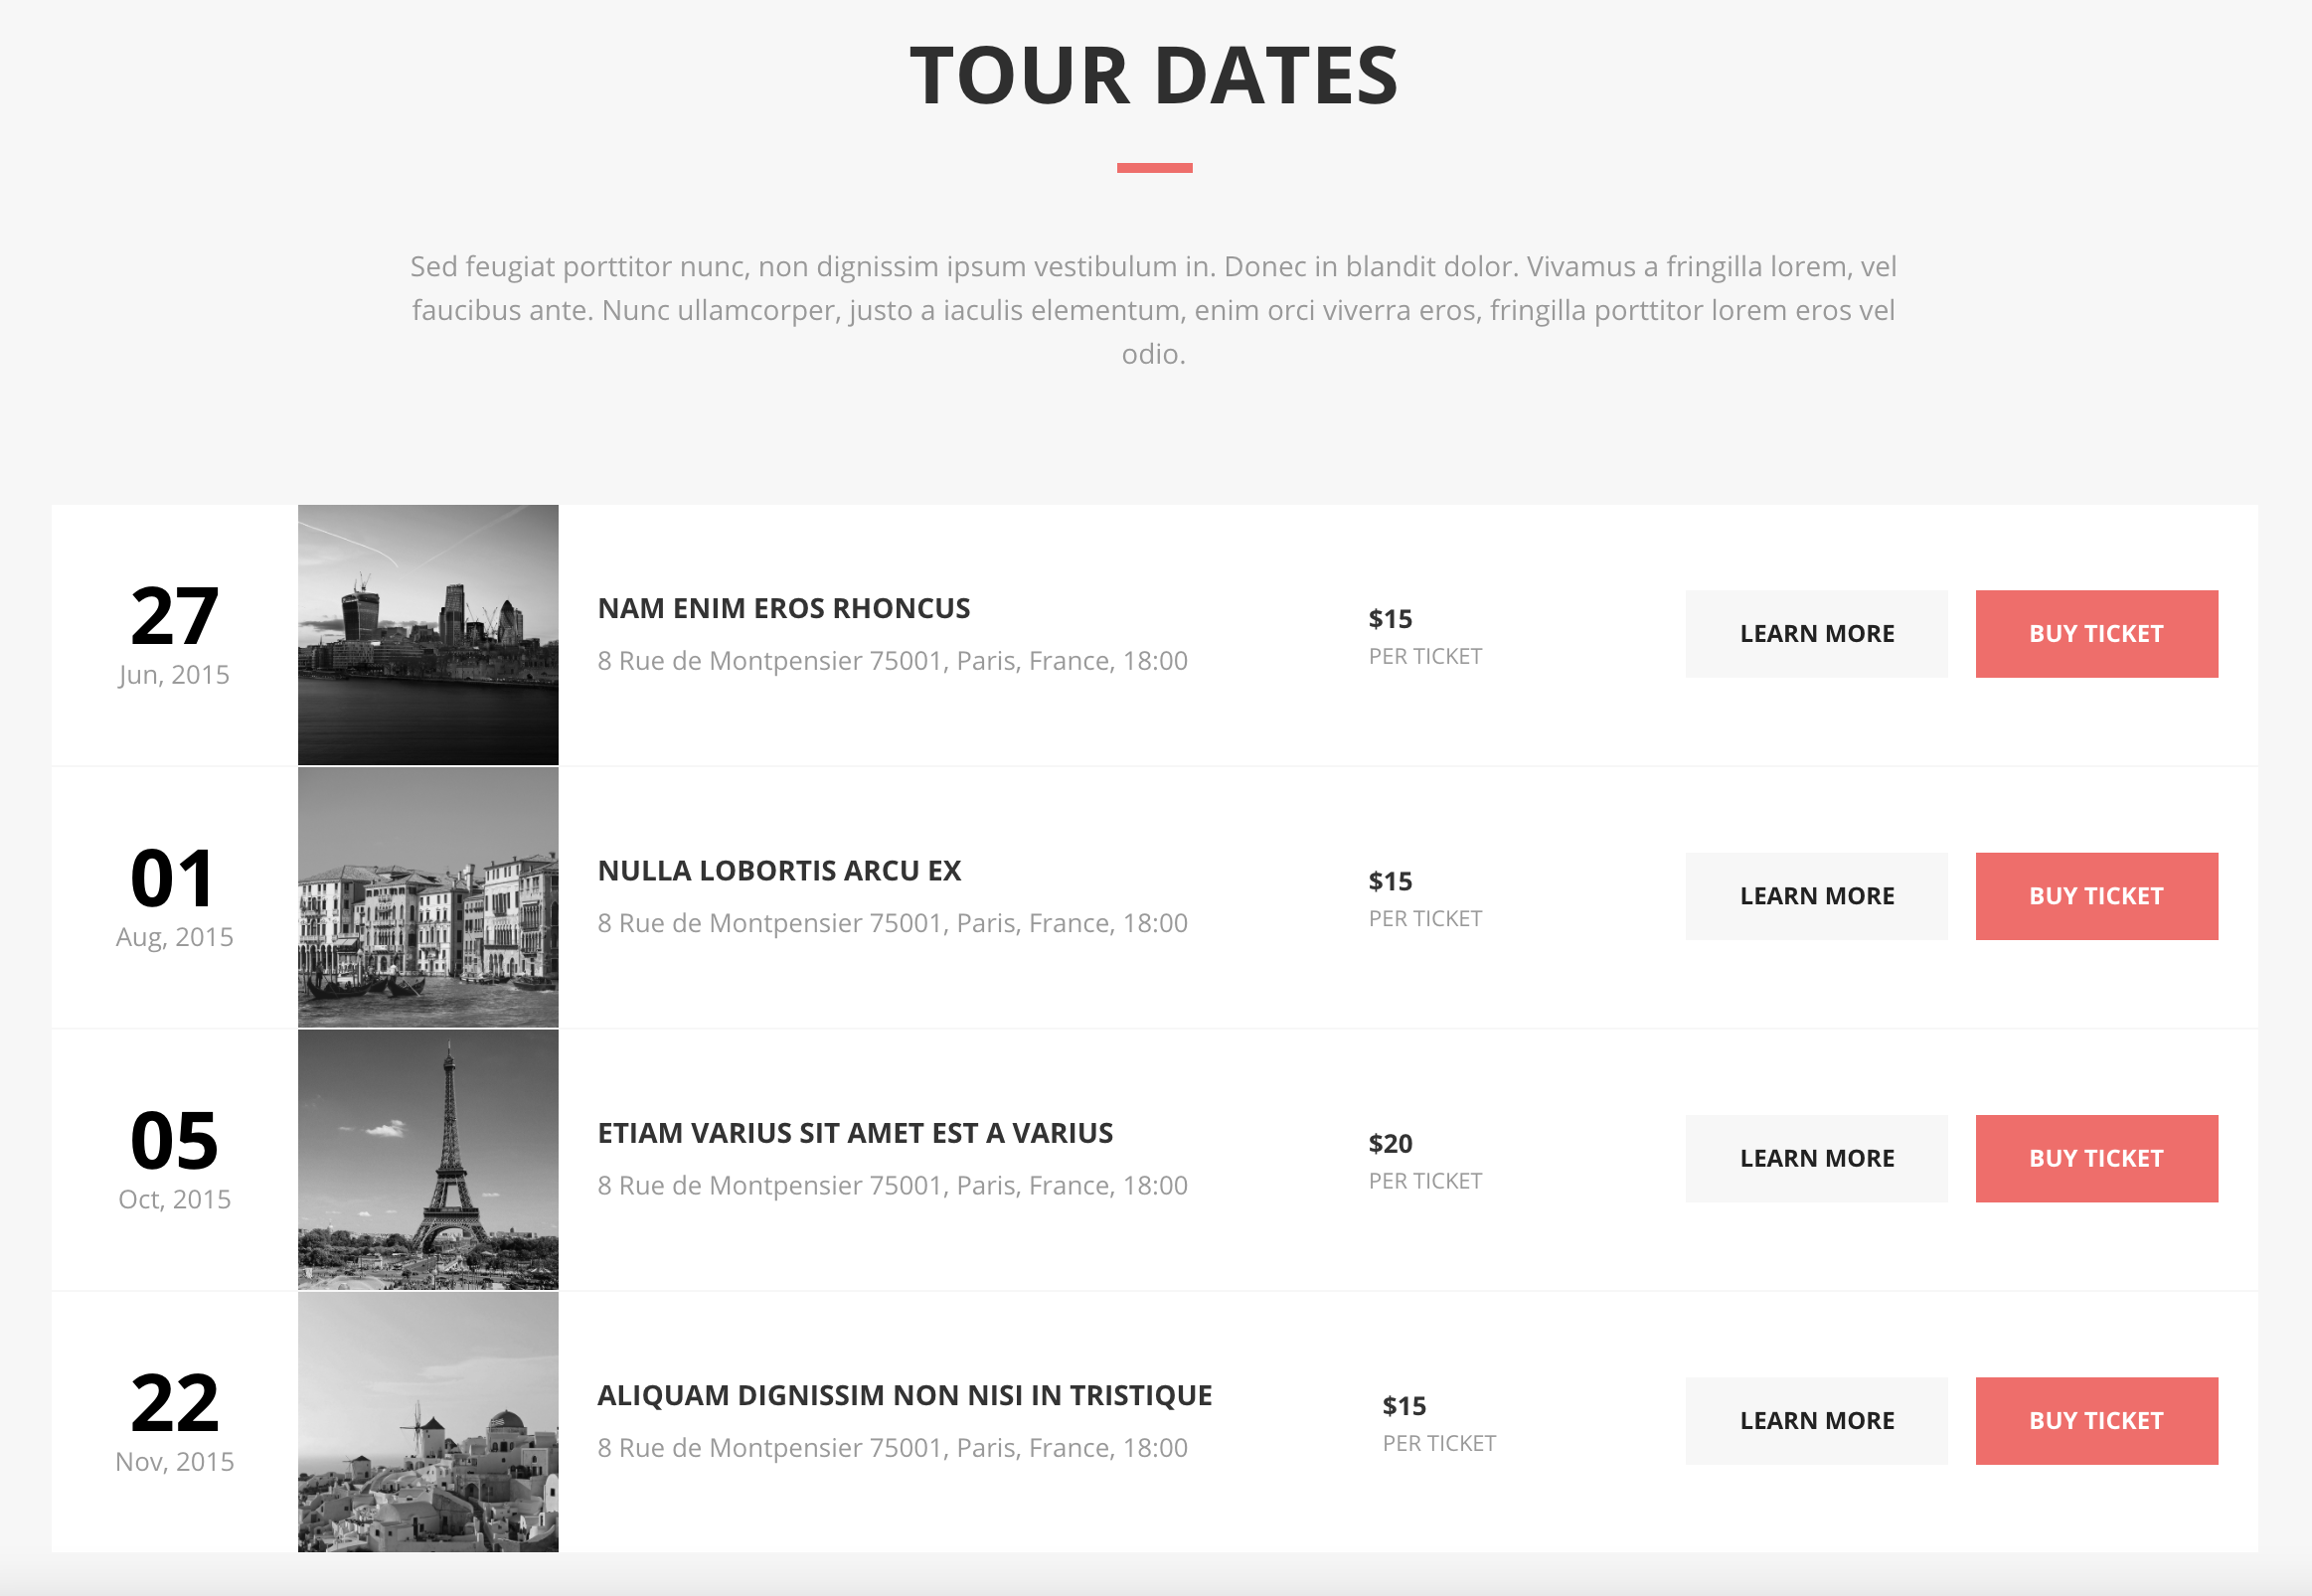 TOUR DATES
Sed feugiat porttitor nunc, non dignissim ipsum vestibulum in. Donec in blandit dolor. Vivamus a fringilla lorem, vel
faucibus ante. Nunc ullamcorper, justo a iaculis elementum, enim orci viverra eros, fringilla porttitor lorem eros vel
odio.
27
Jun, 2015
NAM ENIM EROS RHONCUS
8 Rue de Montpensier 75001, Paris, France, 18:00
$15
PER TICKET
LEARN MORE
BUY TICKET
01
Aug, 2015
NULLA LOBORTIS ARCU EX
8 Rue de Montpensier 75001, Paris, France, 18:00
$15
PER TICKET
LEARN MORE
BUY TICKET
05
Oct, 2015
ETIAM VARIUS SIT AMET EST A VARIUS
8 Rue de Montpensier 75001, Paris, France, 18:00
$20
PER TICKET
LEARN MORE
BUY TICKET
22
Nov, 2015
ALIQUAM DIGNISSIM NON NISI IN TRISTIQUE
8 Rue de Montpensier 75001, Paris, France, 18:00
$15
PER TICKET
LEARN MORE
BUY TICKET